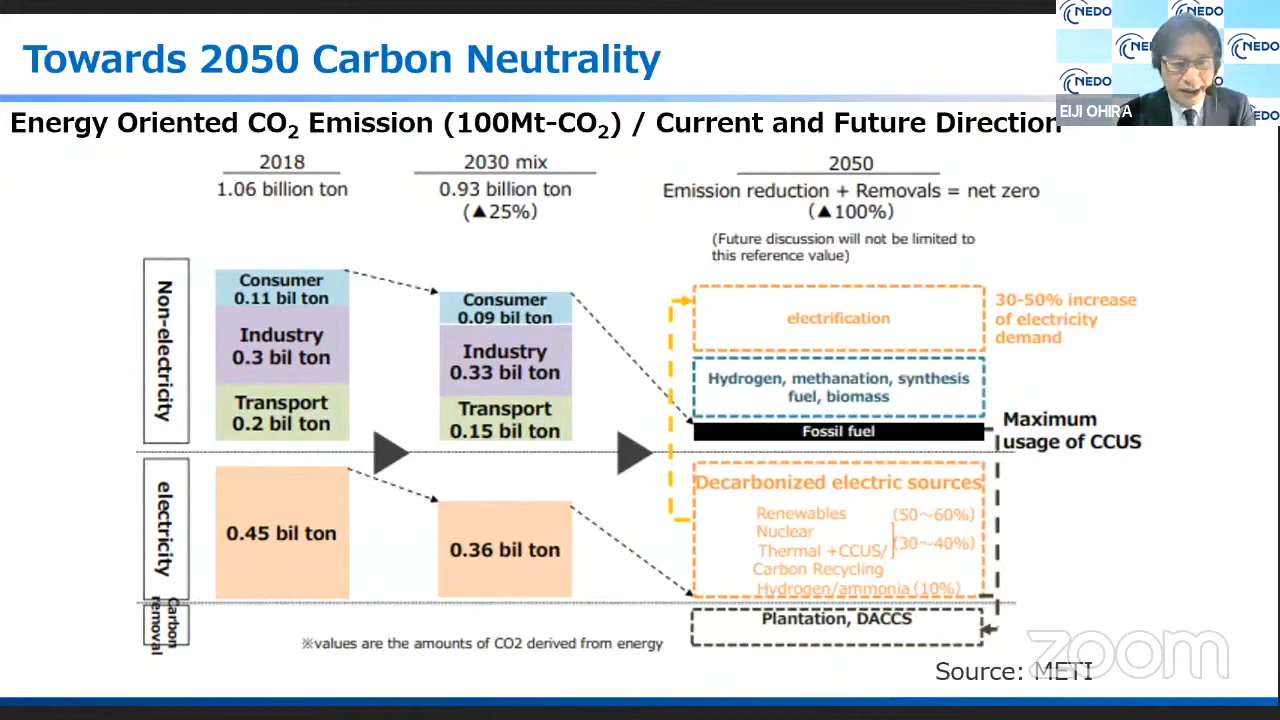 Towards 2050 Carbon Neutrality
NEDO
NEDO
NEDO
NEDO
NEDO
NEDO
EIJI OHIRA
Energy Oriented CO₂ Emission (100Mt-CO₂) / Current and Future Direction
2018
1.06 billion ton
2030 mix
0.93 billion ton
(▲25%)
2050
Emission reduction + Removals = net zero
(▲100%)
(Future discussion will not be limited to
this reference value)
Non-electricity
Consumer
0.11 bil ton
Industry
0.3 bil ton
Transport
0.2 bil ton
Consumer
0.09 bil ton
Industry
0.33 bil ton
Transport
0.15 bil ton
electrification
30-50% increase
of electricity
demand
Hydrogen, methanation, synthesis
fuel, biomass
Fossil fuel
Maximum
usage of CCUS
electricity
0.45 bil ton
0.36 bil ton
Decarbonized electric sources
Renewables (50～60%)
Nuclear
Thermal +CCUS/ (30～40%)
Carbon Recycling
Hydrogen/ammonia (10%)
Carbon
removal
Plantation, DACCS
※values are the amounts of CO2 derived from energy
Source: METI
zoom